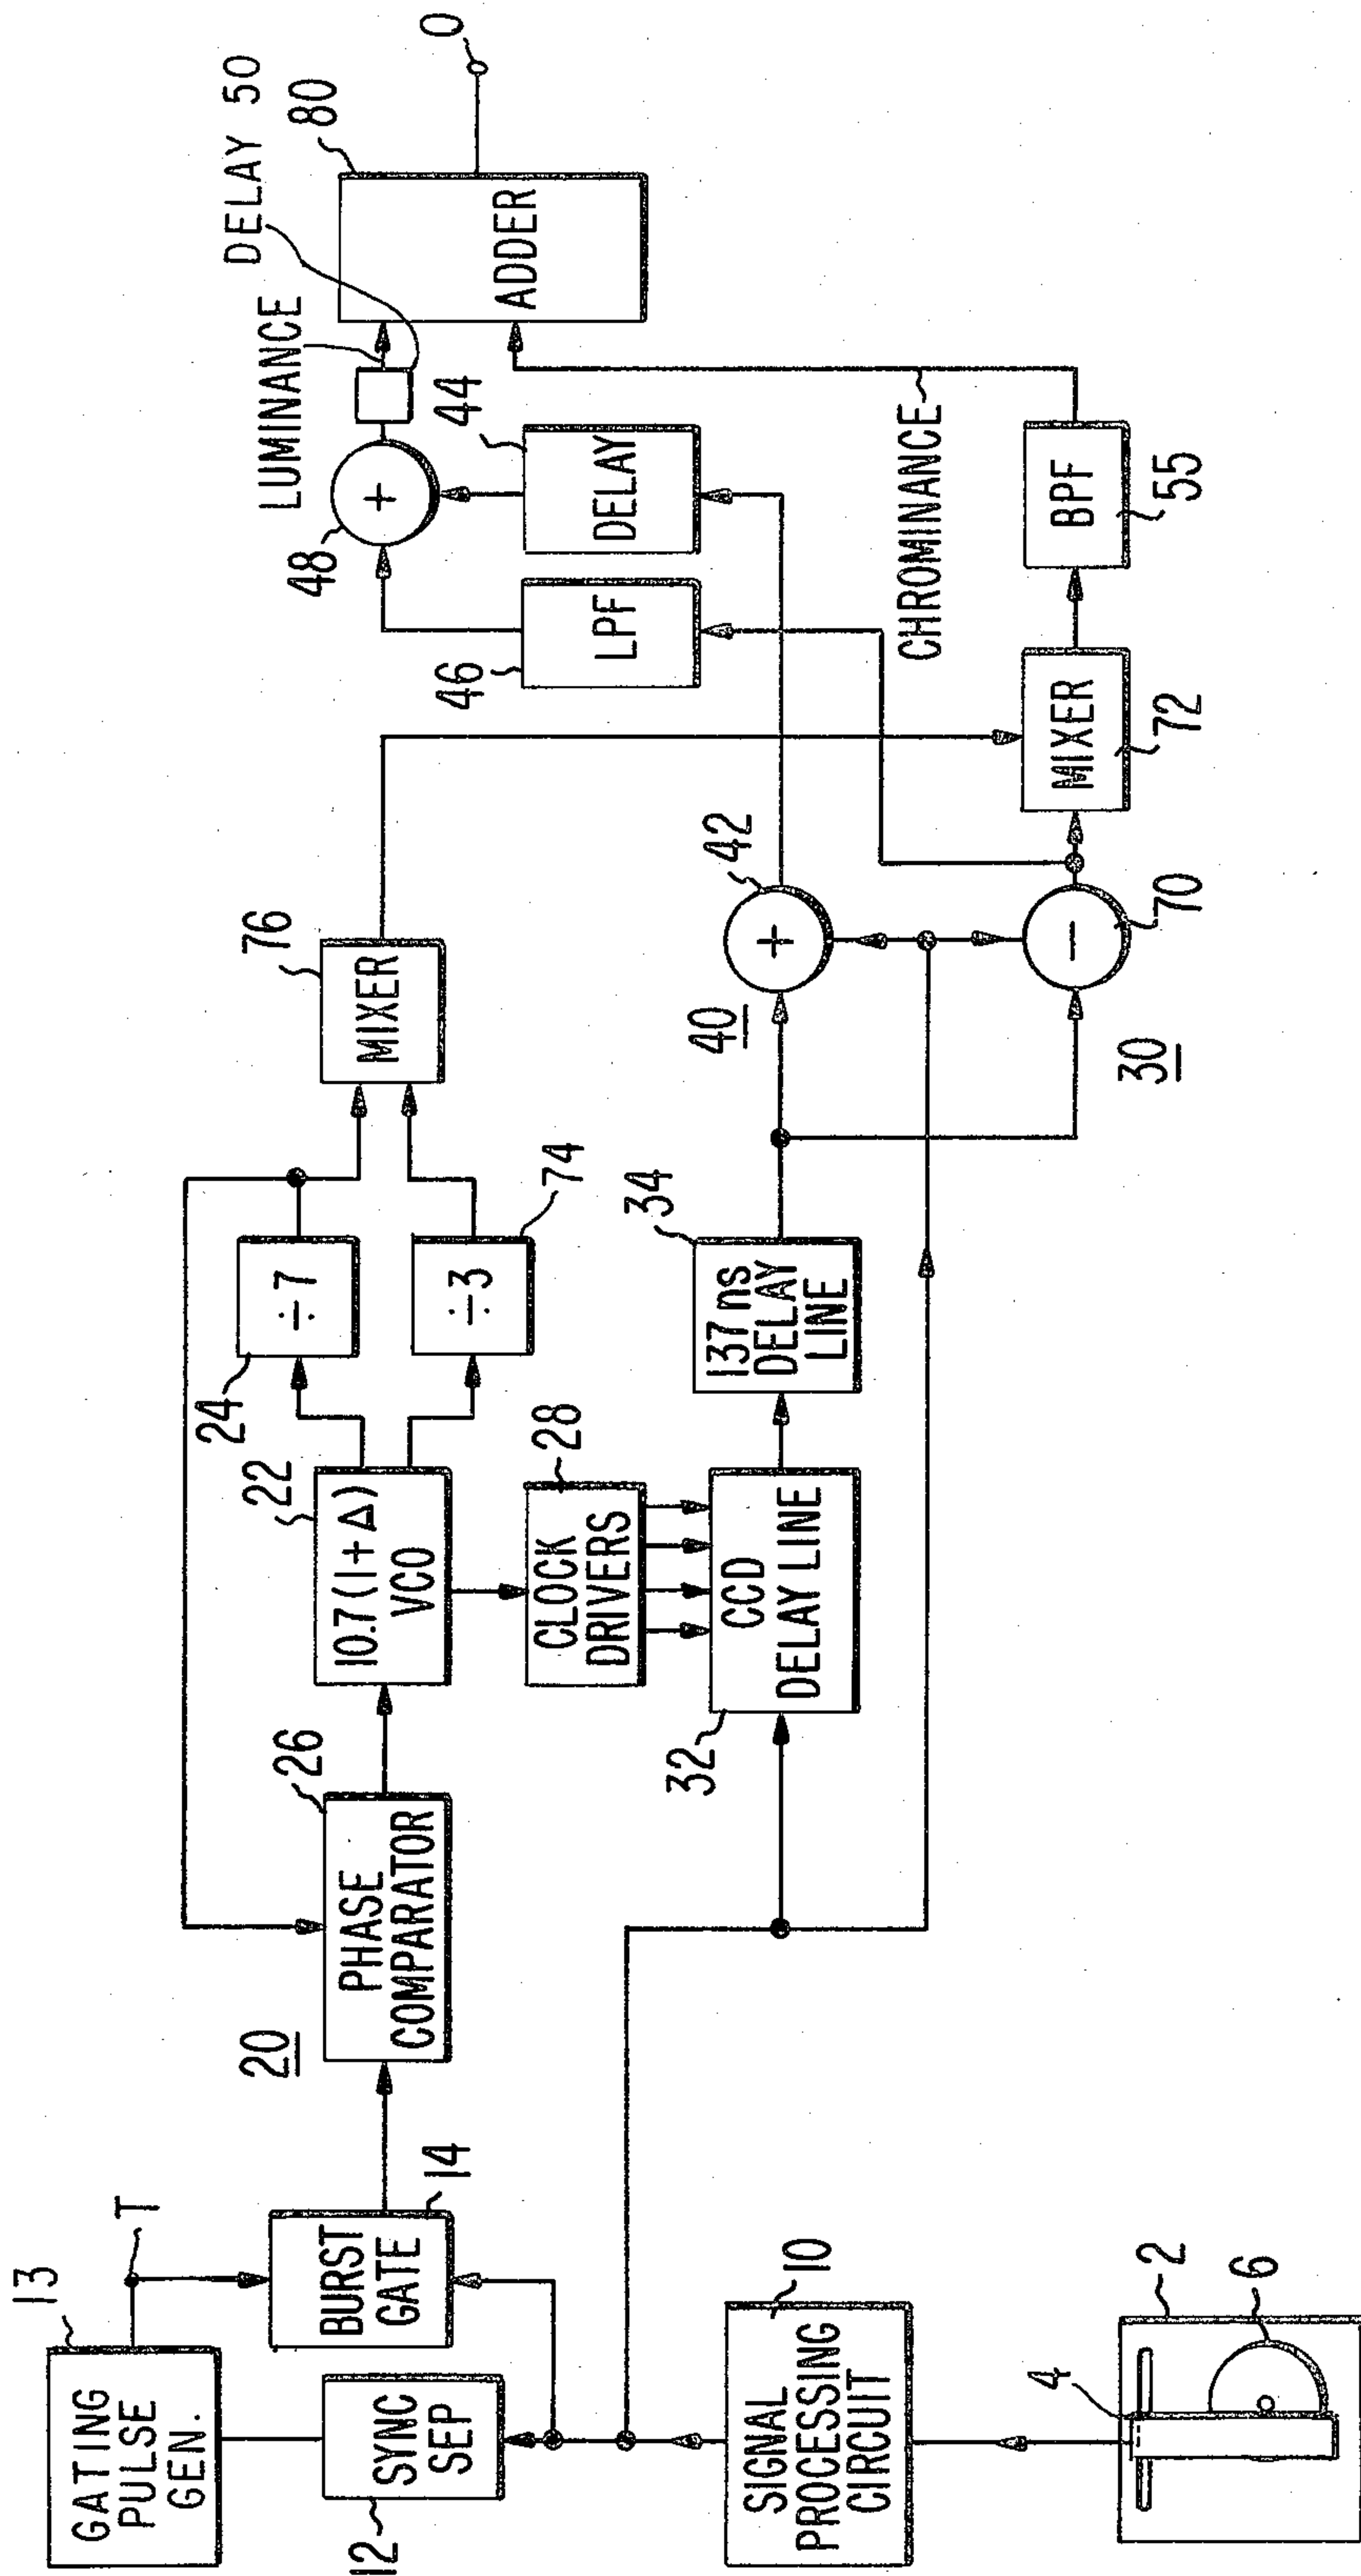 13
GATING
PULSE
GEN.
T
12
SYNC
SEP
BURST
GATE
14
10
SIGNAL
PROCESSING
CIRCUIT
2
4
6
20
26
PHASE
COMPARATOR
22
10.7(1+Δ)
VCO
24
÷7
÷3
74
76
MIXER
28
CLOCK
DRIVERS
32
CCD
DELAY LINE
34
137 ns
DELAY
LINE
40
42
+
30
−
70
MIXER
72
BPF
55
CHROMINANCE
46
LPF
44
DELAY
48
+
LUMINANCE
DELAY 50
80
ADDER
O